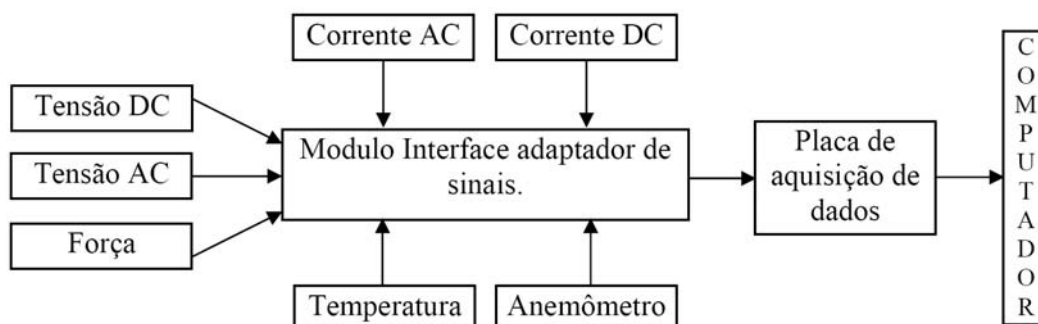 Corrente AC
Corrente DC
Tensão DC
Tensão AC
Força
Modulo Interface adaptador de
sinais.
Temperatura
Anemômetro
Placa de
aquisição de
dados
COMPUTADOR